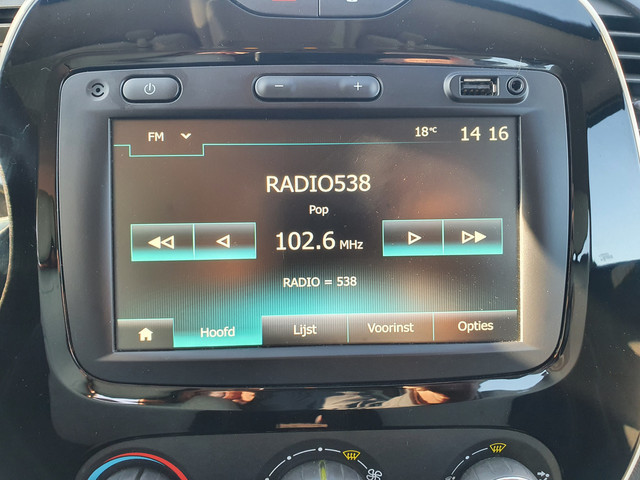 FM 18°C 14 16
RADIO538
Pop
102.6 MHz
RADIO = 538
Hoofd Lijst Voorinst Opties